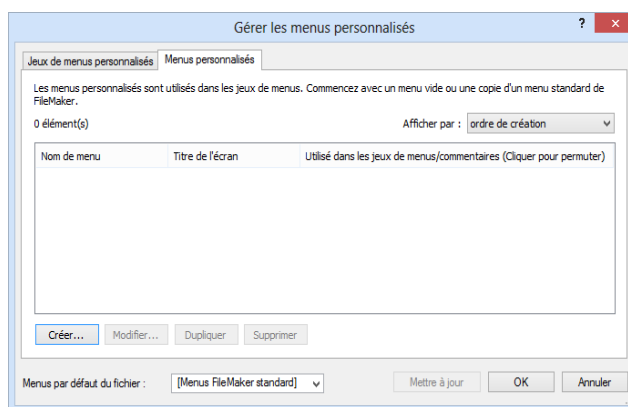 Gérer les menus personnalisés
?
x
Jeux de menus personnalisés
Menus personnalisés
Les menus personnalisés sont utilisés dans les jeux de menus. Commencez avec un menu vide ou une copie d'un menu standard de
FileMaker.
0 élément(s)
Afficher par : ordre de création
Nom de menu
Titre de l'écran
Utilisé dans les jeux de menus/commentaires (Cliquer pour permuter)
Créer...
Modifier...
Dupliquer
Supprimer
Menus par défaut du fichier : [Menus FileMaker standard]
Mettre à jour
OK
Annuler